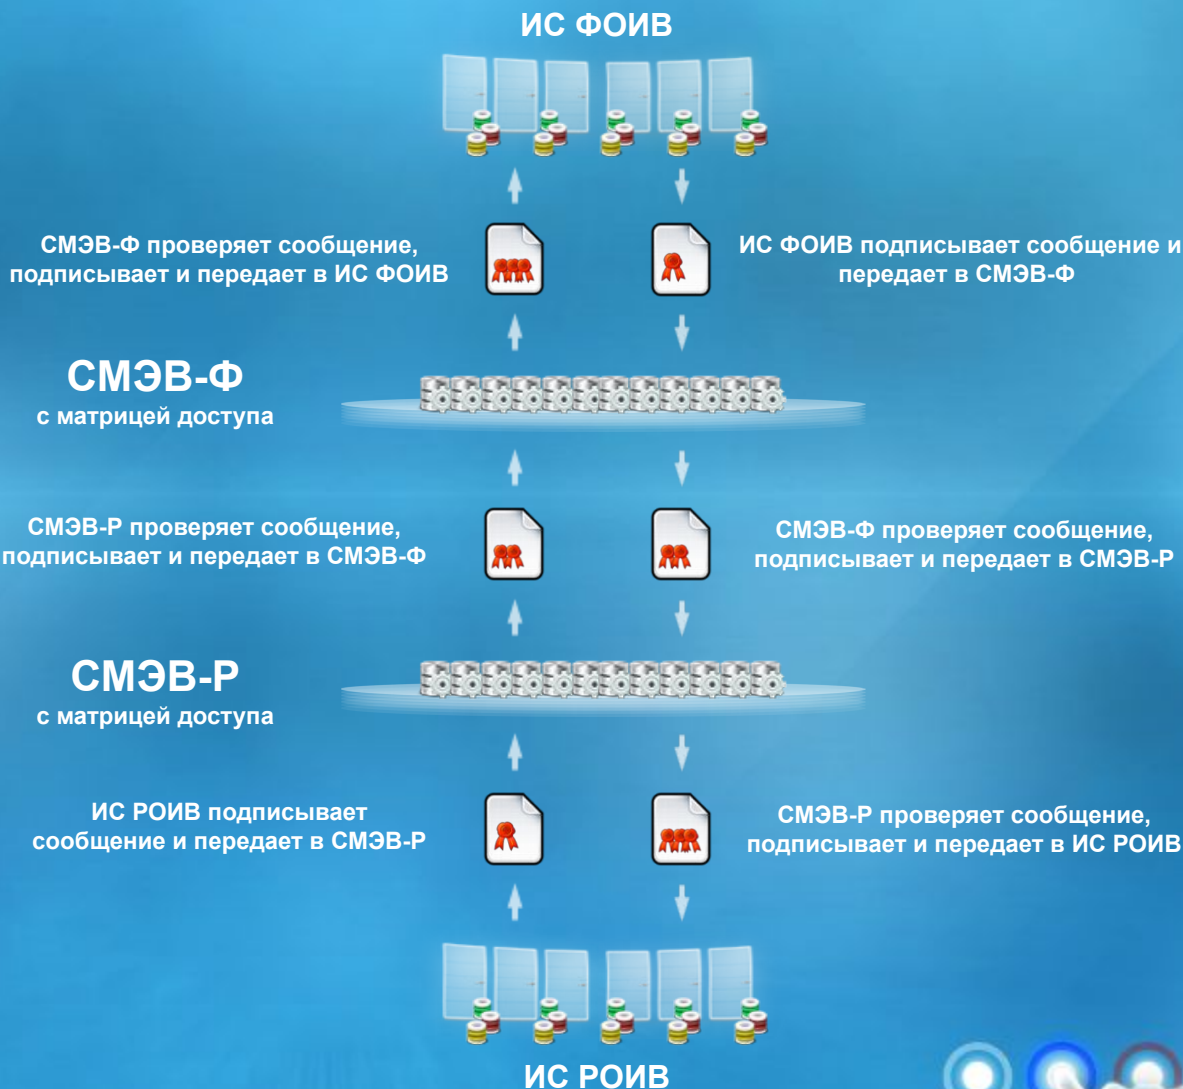 ИС ФОИВ
СМЭВ-Ф проверяет сообщение,
подписывает и передает в ИС ФОИВ
ИС ФОИВ подписывает сообщение и
передает в СМЭВ-Ф
СМЭВ-Ф
с матрицей доступа
СМЭВ-Р проверяет сообщение,
подписывает и передает в СМЭВ-Ф
СМЭВ-Ф проверяет сообщение,
подписывает и передает в СМЭВ-Р
СМЭВ-Р
с матрицей доступа
ИС РОИВ подписывает
сообщение и передает в СМЭВ-Р
СМЭВ-Р проверяет сообщение,
подписывает и передает в ИС РОИВ
ИС РОИВ